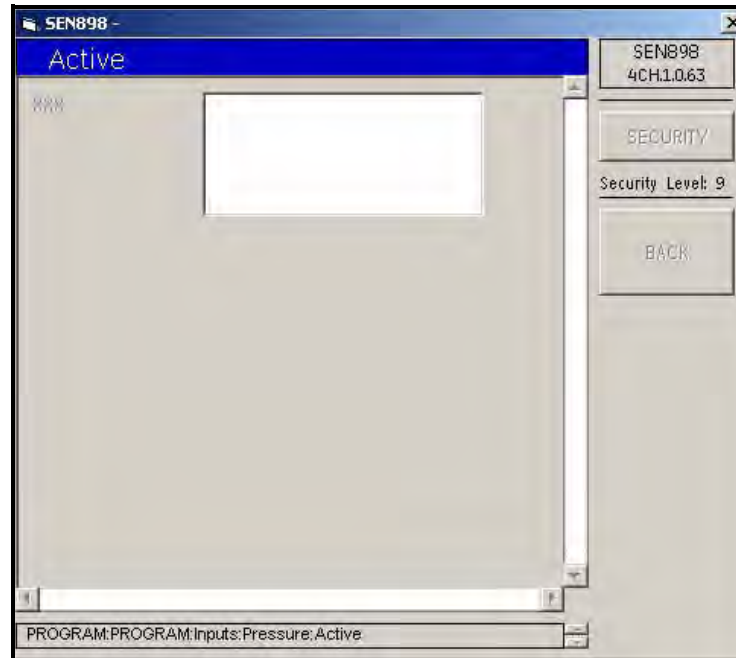 SEN898 -
Active
SEN898
4CH.1.0.63
SECURITY
Security Level: 9
BACK
PROGRAM:PROGRAM:Inputs:Pressure:Active